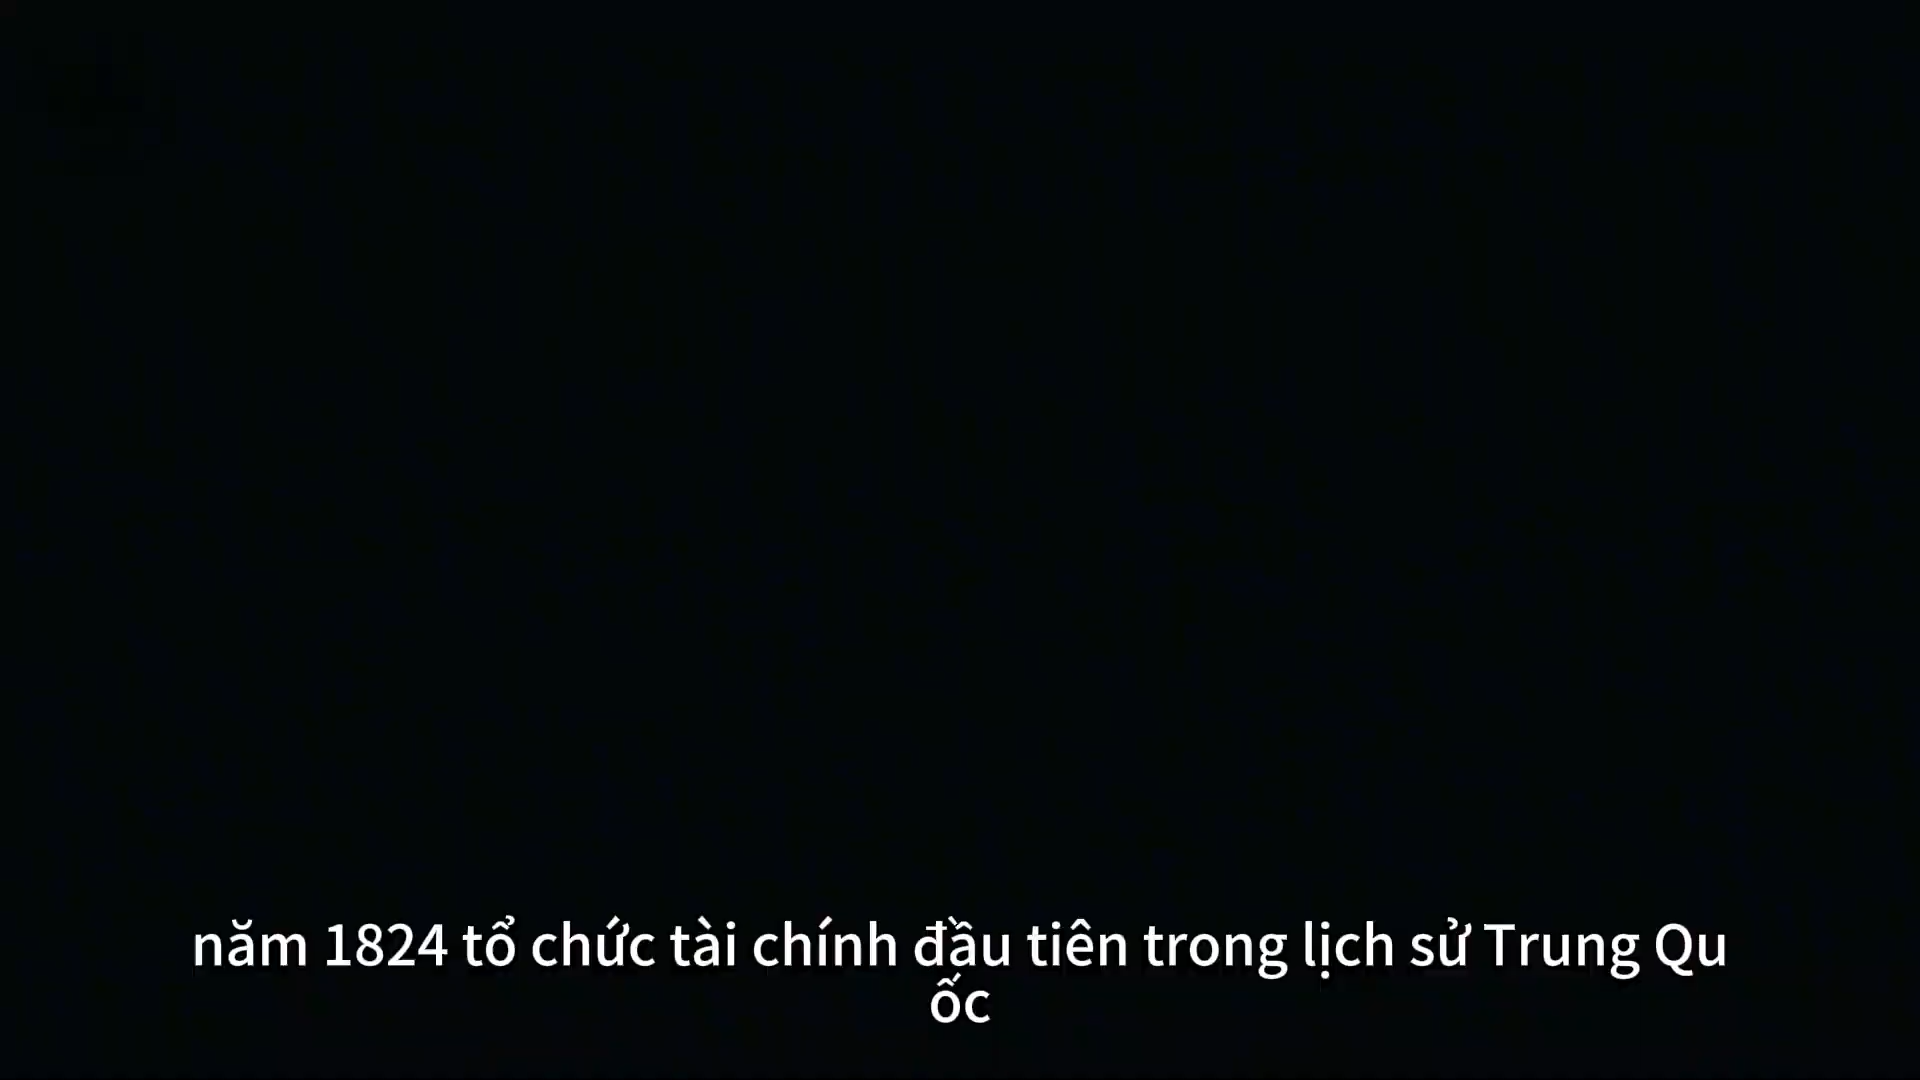 năm 1824 tổ chức tài chính đầu tiên trong lịch sử Trung Qu
ốc